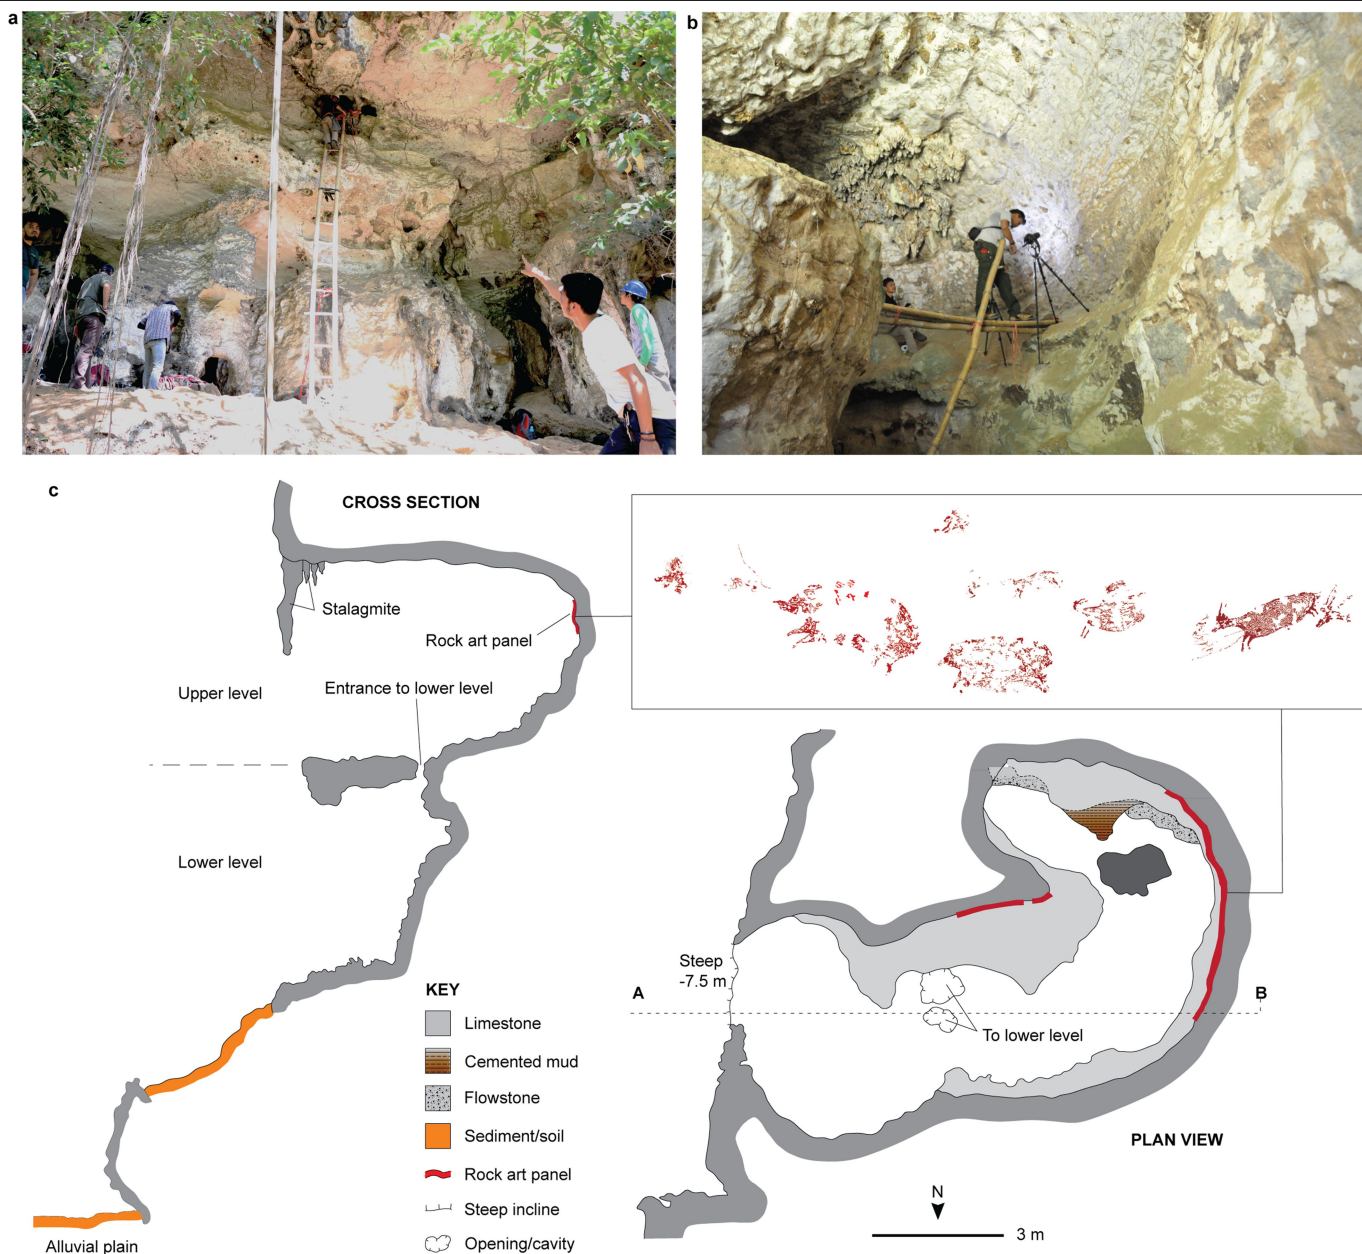 a
b
c
CROSS SECTION
Stalagmite
Rock art panel
Upper level
Entrance to lower level
Lower level
Steep
-7.5 m
A
B
To lower level
KEY
Limestone
Cemented mud
Flowstone
Sediment/soil
Rock art panel
Steep incline
Opening/cavity
PLAN VIEW
N
3 m
Alluvial plain